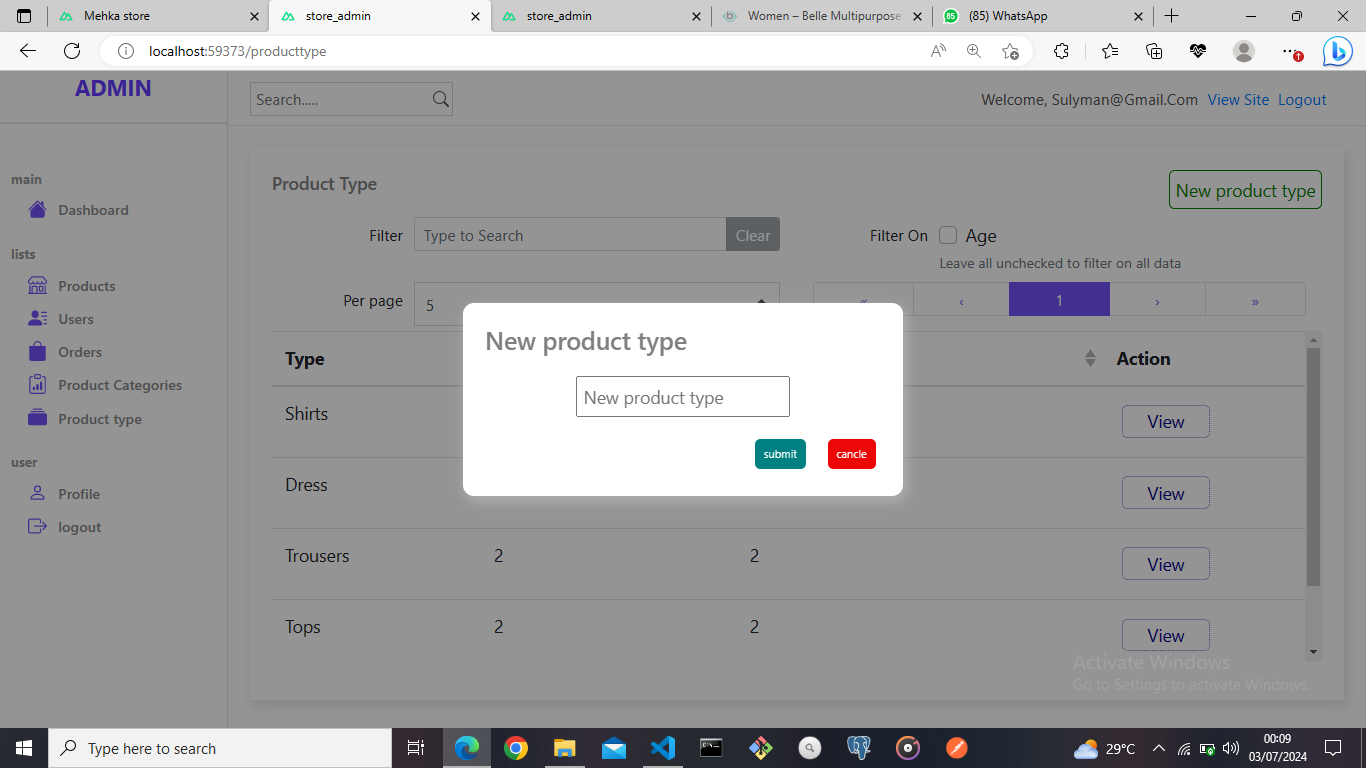 Mehka store
store_admin
store_admin
Women – Belle Multipurpose
(85) WhatsApp
localhost:59373/producttype
ADMIN
Search.....
Welcome, Sulyman@Gmail.Com View Site Logout
main
Dashboard
lists
Products
Users
Orders
Product Categories
Product type
user
Profile
logout
Product Type
New product type
Filter
Type to Search
Clear
Filter On
Age
Leave all unchecked to filter on all data
Per page
5
« ‹ 1 › »
Type
Action
Shirts
View
Dress
View
Trousers 2 2
View
Tops 2 2
View
New product type
New product type
submit
cancle
Activate Windows
Go to Settings to activate Windows.
Type here to search
29°C
00:09
03/07/2024